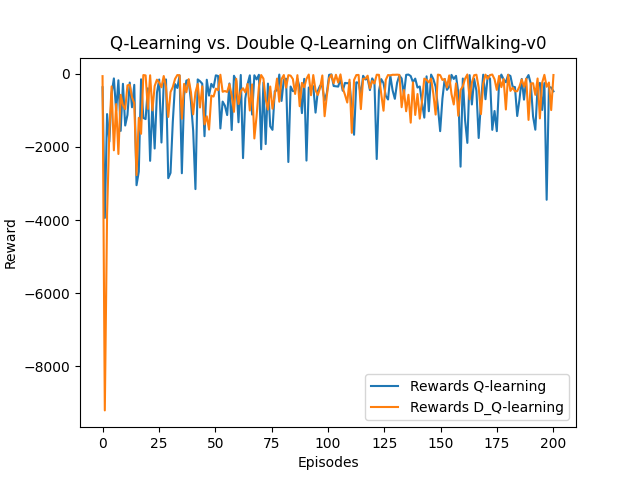 Q-Learning vs. Double Q-Learning on CliffWalking-v0
0
−2000
−4000
−6000
−8000
Reward
0 25 50 75 100 125 150 175 200
Episodes
Rewards Q-learning
Rewards D_Q-learning